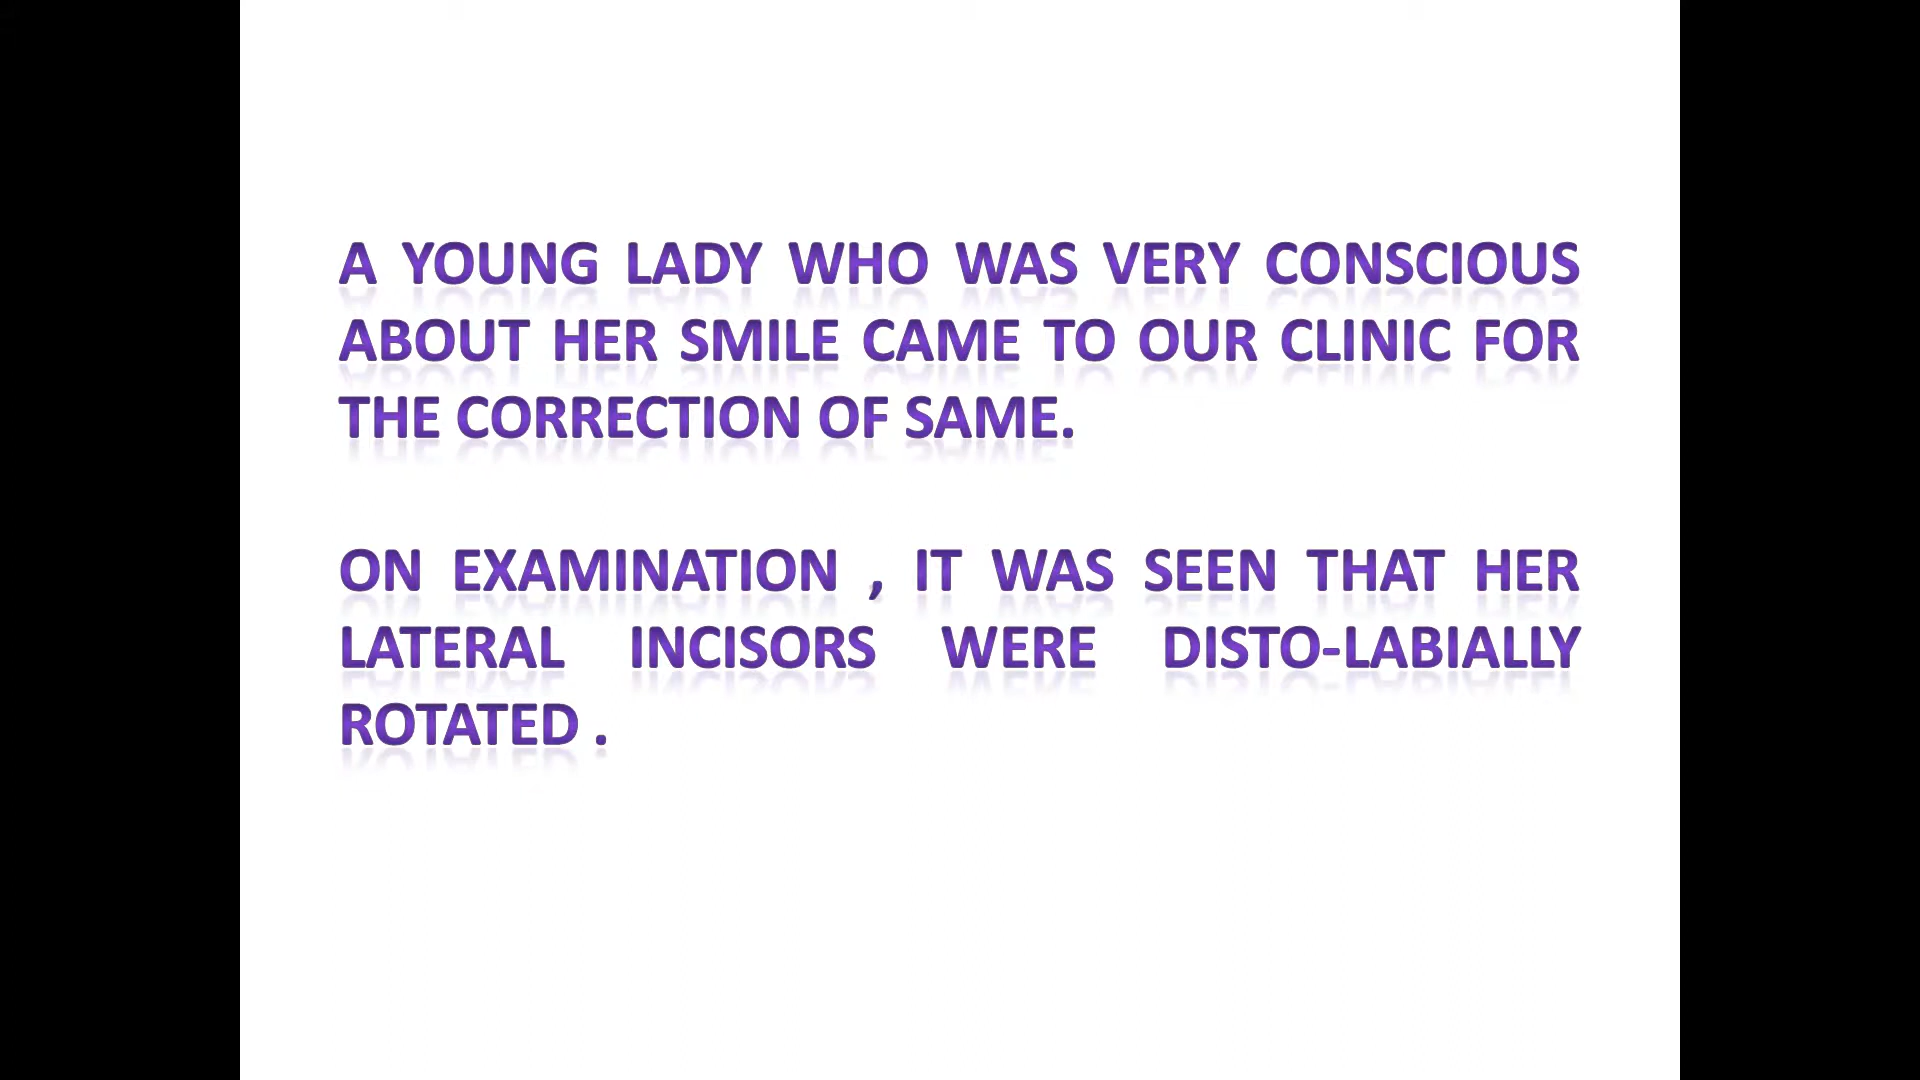 A YOUNG LADY WHO WAS VERY CONSCIOUS
ABOUT HER SMILE CAME TO OUR CLINIC FOR
THE CORRECTION OF SAME.
ON EXAMINATION , IT WAS SEEN THAT HER
LATERAL INCISORS WERE DISTO-LABIALLY
ROTATED .